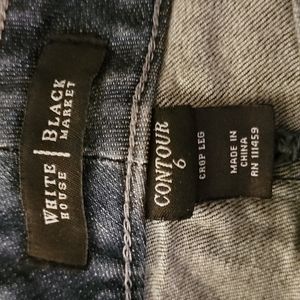 WHITE | BLACK
HOUSE | MARKET
CONTOUR
6
CROP LEG
MADE IN
CHINA
RN 111459